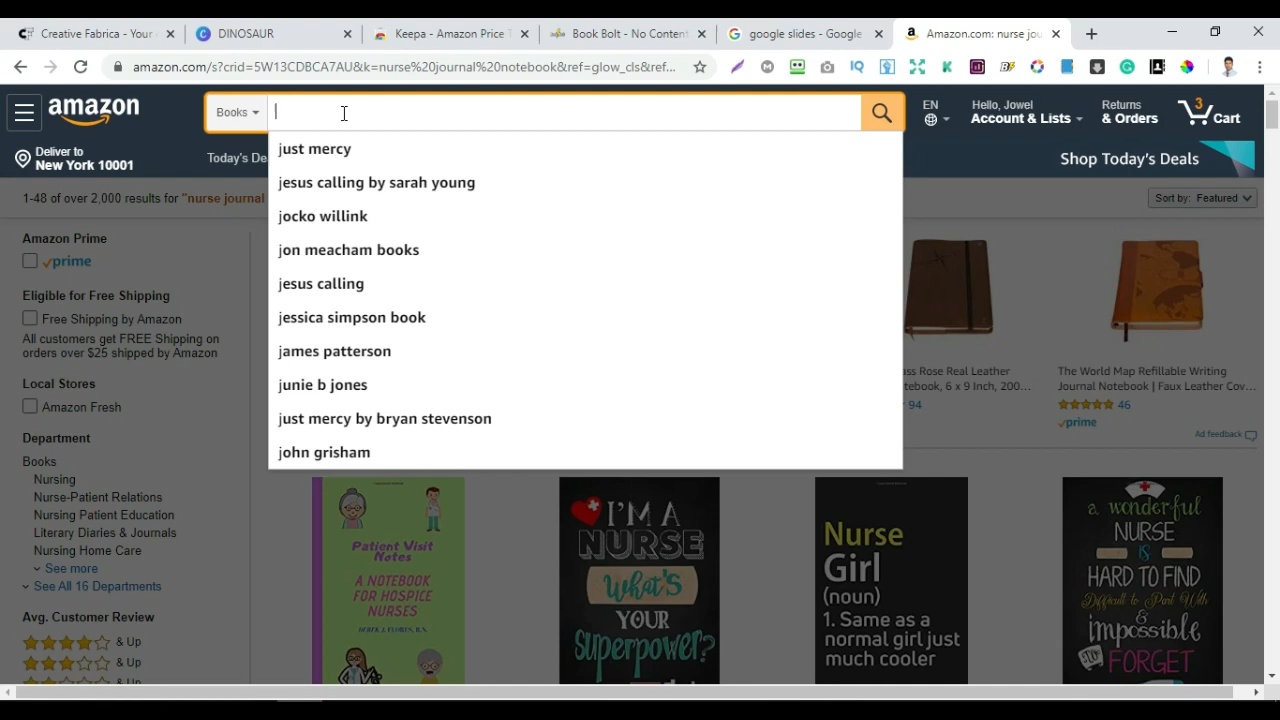 Creative Fabrica - Your
DINOSAUR
Keepa - Amazon Price T
Book Bolt - No Content
google slides - Google
Amazon.com: nurse jou
amazon.com/s?crid=5W13CDBCA7AU&k=nurse%20journal%20notebook&ref=glow_cls&ref...
amazon
Books
EN
Hello, Jowel
Account & Lists
Returns
& Orders
3
Cart
Deliver to
New York 10001
Today's De
Shop Today's Deals
just mercy
jesus calling by sarah young
jocko willink
jon meacham books
jesus calling
jessica simpson book
james patterson
junie b jones
just mercy by bryan stevenson
john grisham
1-48 of over 2,000 results for "nurse journal
Sort by: Featured
Amazon Prime
prime
Eligible for Free Shipping
Free Shipping by Amazon
All customers get FREE Shipping on
orders over $25 shipped by Amazon
Local Stores
Amazon Fresh
Department
Books
Nursing
Nurse-Patient Relations
Nursing Patient Education
Literary Diaries & Journals
Nursing Home Care
See more
See All 16 Departments
Avg. Customer Review
& Up
& Up
& Up
ass Rose Real Leather
tebook, 6 x 9 Inch, 200...
94
The World Map Refillable Writing
Journal Notebook | Faux Leather Cov...
46
prime
Ad feedback
Patient Visit
Notes
A NOTEBOOK
FOR HOSPICE
NURSES
I'M A
NURSE
What's
YOUR
Superpower?
Nurse
Girl
(noun)
1. Same as a
normal girl just
much cooler
a wonderful
NURSE
IS
HARD TO FIND
Difficult to Part With
&
impossible
FORGET